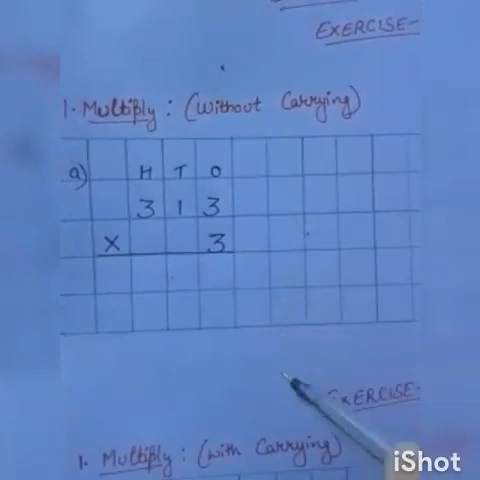 EXERCISE-
1. Multiply : (Without Carrying)
a) H T O
3 1 3
X 3
EXERCISE-
1. Multiply : (with Carrying)
iShot